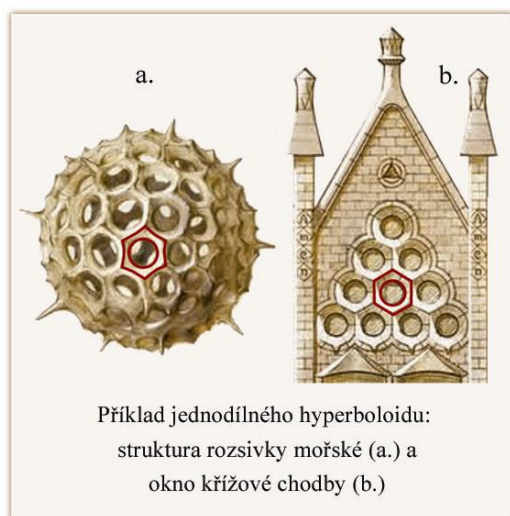 a.
b.
Příklad jednodílného hyperboloidu:
struktura rozsivky mořské (a.) a
okno křížové chodby (b.)